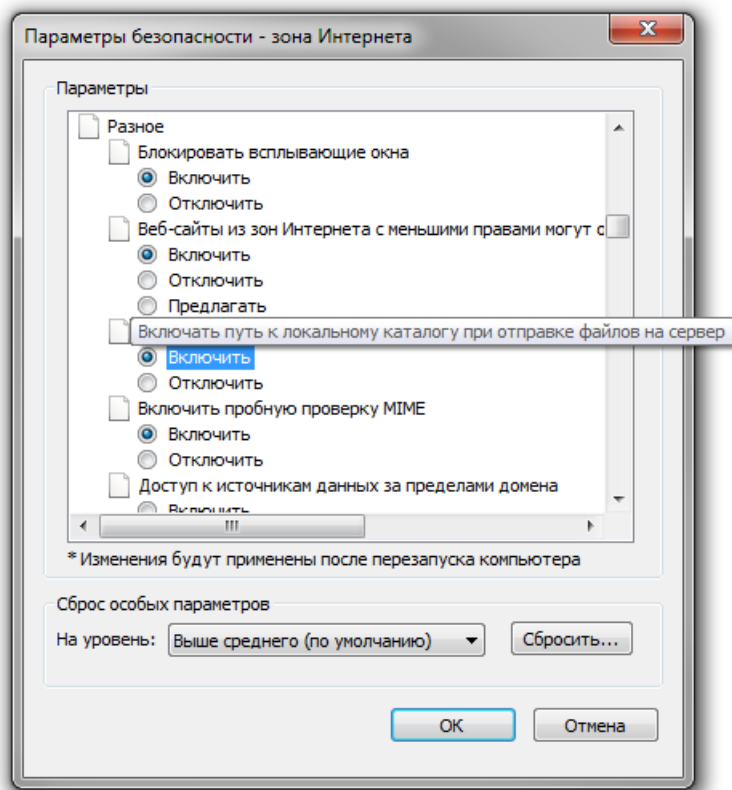 Параметры безопасности - зона Интернета
Параметры
Разное
Блокировать всплывающие окна
Включить
Отключить
Веб-сайты из зон Интернета с меньшими правами могут о
Включить
Отключить
Предлагать
Включать путь к локальному каталогу при отправке файлов на сервер
Включить
Отключить
Включить пробную проверку MIME
Включить
Отключить
Доступ к источникам данных за пределами домена
Включить
* Изменения будут применены после перезапуска компьютера
Сброс особых параметров
На уровень: Выше среднего (по умолчанию) Сбросить...
OK Отмена